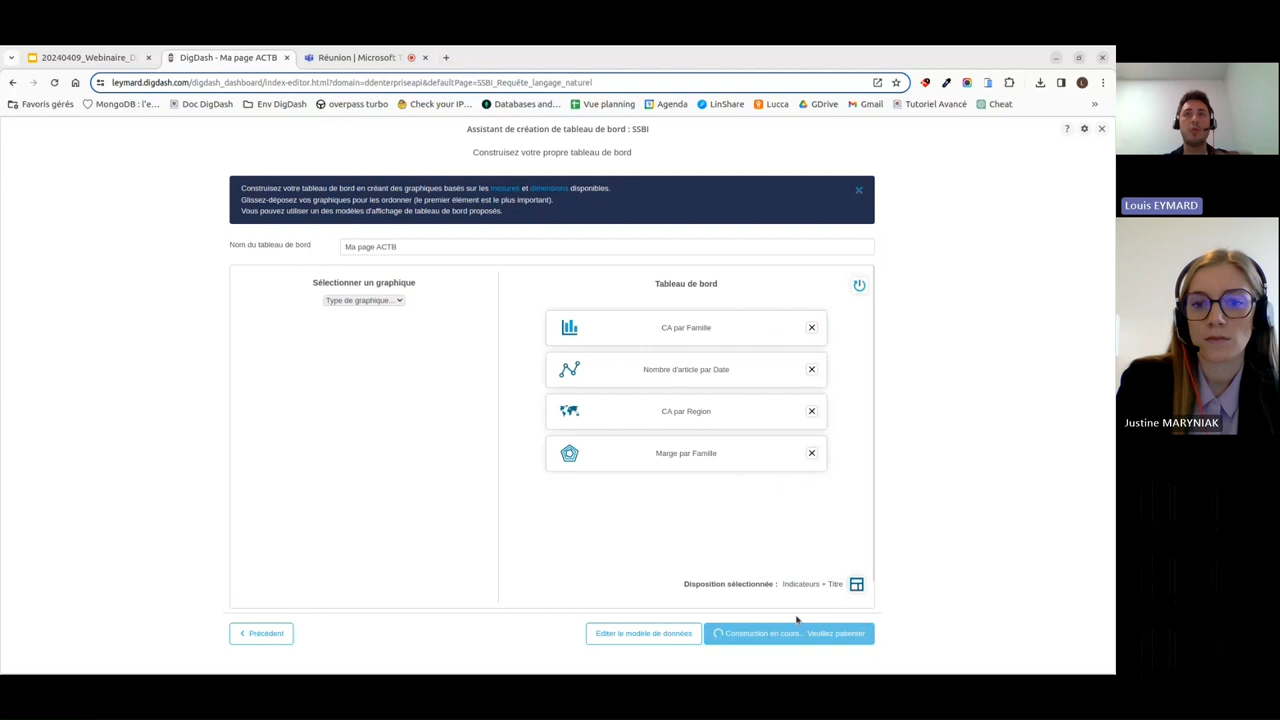 20240409_Webinaire_D
DigDash - Ma page ACTB
Réunion | Microsoft T
leymard.digdash.com/digdash_dashboard/index-editor.html?domain=ddenterpriseapi&defaultPage=SSBI_Requête_langage_naturel
Favoris gérés
MongoDB : l'e...
Doc DigDash
Env DigDash
overpass turbo
Check your IP...
Databases and...
Vue planning
Agenda
LinShare
Lucca
GDrive
Gmail
Tutoriel Avancé
Cheat
»
Assistant de création de tableau de bord : SSBI
Construisez votre propre tableau de bord
Construisez votre tableau de bord en créant des graphiques basés sur les mesures et dimensions disponibles.
Glissez-déposez vos graphiques pour les ordonner (le premier élément est le plus important).
Vous pouvez utiliser un des modèles d'affichage de tableau de bord proposés.
Nom du tableau de bord
Ma page ACTB
Sélectionner un graphique
Type de graphique...
Tableau de bord
CA par Famille
Nombre d'article par Date
CA par Region
Marge par Famille
Disposition sélectionnée : Indicateurs + Titre
Précédent
Editer le modèle de données
Construction en cours... Veuillez patienter
Louis EYMARD
Justine MARYNIAK